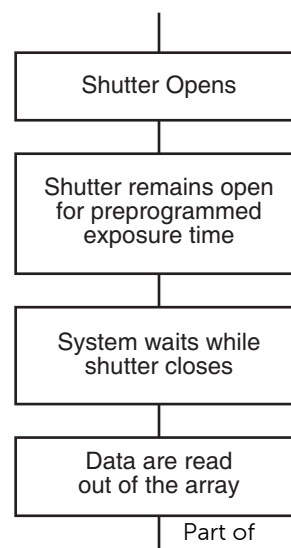 Shutter Opens
Shutter remains open
for preprogrammed
exposure time
System waits while
shutter closes
Data are read
out of the array
Part of